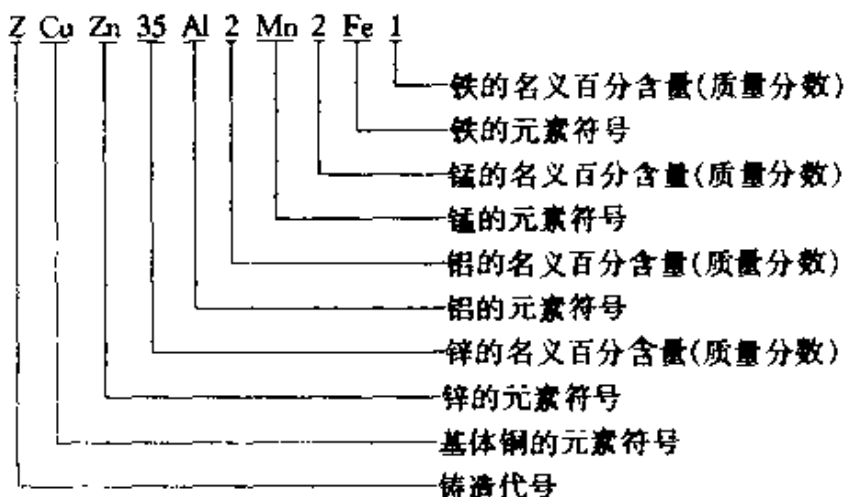 Z Cu Zn 35 Al 2 Mn 2 Fe 1
铁的名义百分含量(质量分数)
铁的元素符号
锰的名义百分含量(质量分数)
锰的元素符号
铝的名义百分含量(质量分数)
铝的元素符号
锌的名义百分含量(质量分数)
锌的元素符号
基体铜的元素符号
铸造代号